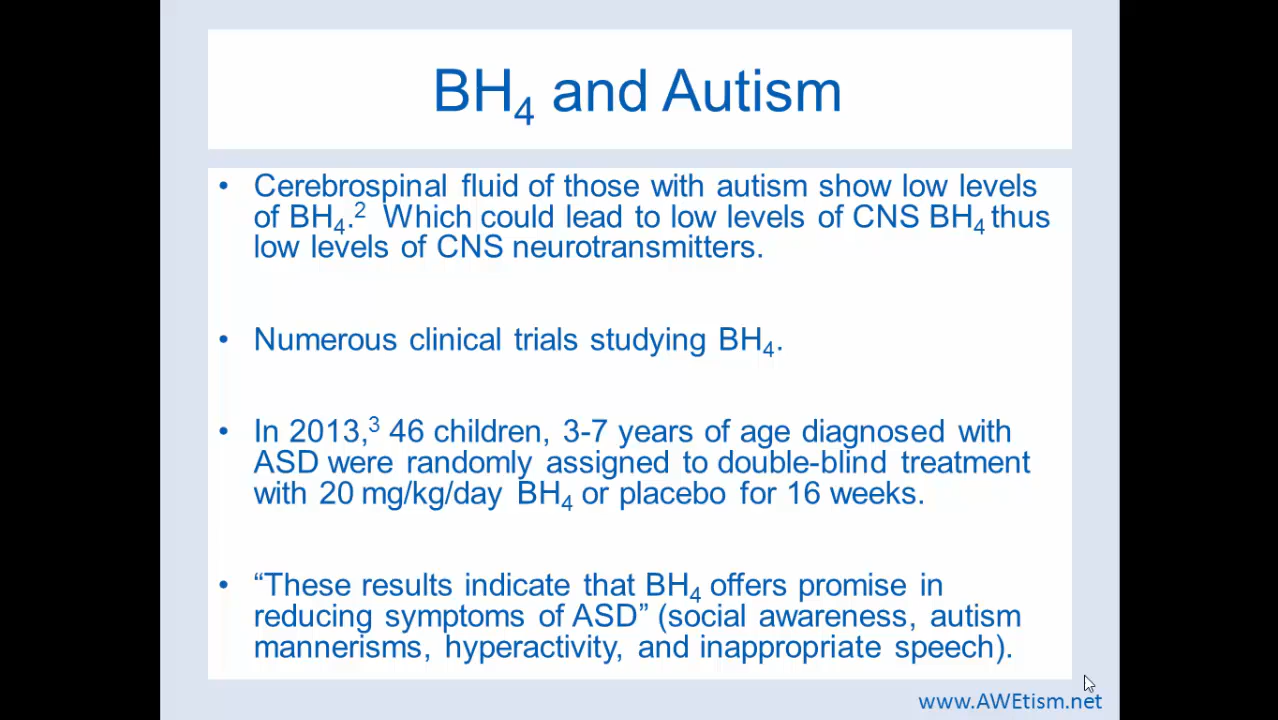 BH₄ and Autism
• Cerebrospinal fluid of those with autism show low levels
of BH₄.² Which could lead to low levels of CNS BH₄ thus
low levels of CNS neurotransmitters.
• Numerous clinical trials studying BH₄.
• In 2013,³ 46 children, 3-7 years of age diagnosed with
ASD were randomly assigned to double-blind treatment
with 20 mg/kg/day BH₄ or placebo for 16 weeks.
• “These results indicate that BH₄ offers promise in
reducing symptoms of ASD” (social awareness, autism
mannerisms, hyperactivity, and inappropriate speech).
www.AWEtism.net